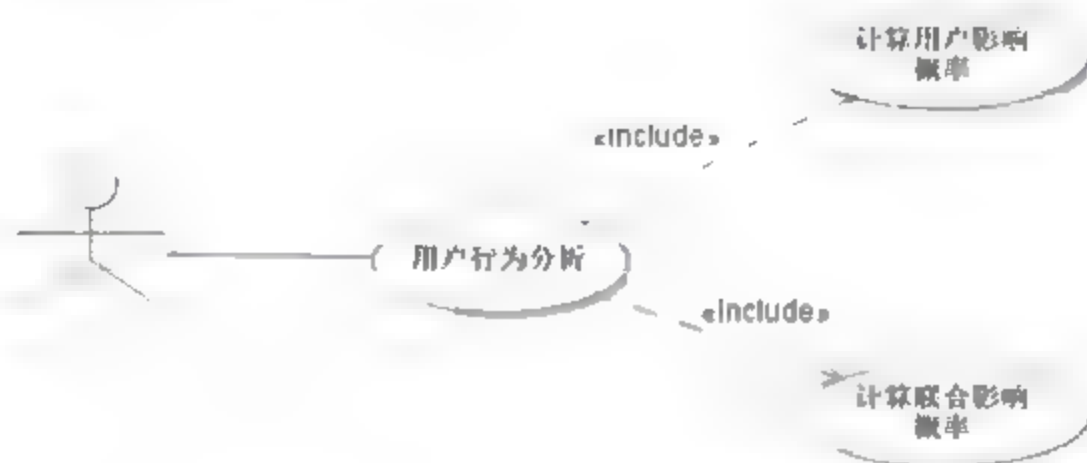 计算用户影响
概率
«include»
用户行为分析
«include»
计算联合影响
概率